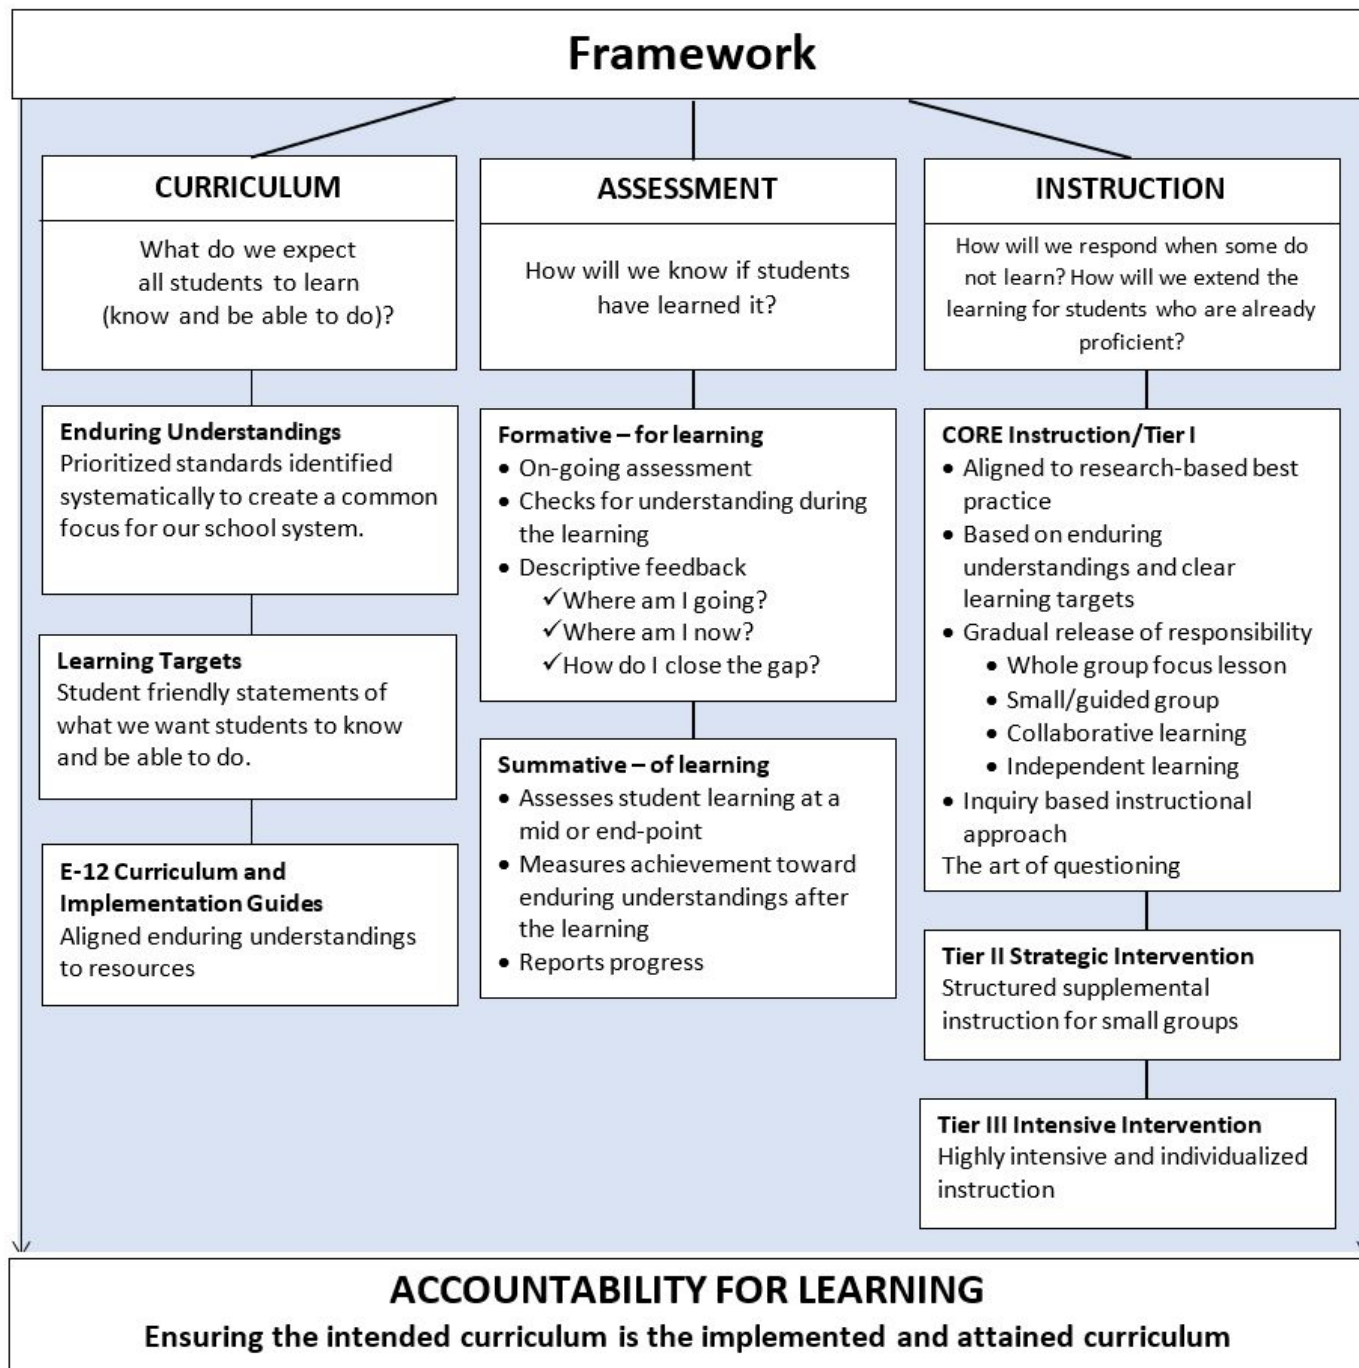 Framework
CURRICULUM
What do we expect
all students to learn
(know and be able to do)?
Enduring Understandings
Prioritized standards identified
systematically to create a common
focus for our school system.
Learning Targets
Student friendly statements of
what we want students to know
and be able to do.
E-12 Curriculum and
Implementation Guides
Aligned enduring understandings
to resources
ASSESSMENT
How will we know if students
have learned it?
Formative – for learning
• On-going assessment
• Checks for understanding during
the learning
• Descriptive feedback
✓Where am I going?
✓Where am I now?
✓How do I close the gap?
Summative – of learning
• Assesses student learning at a
mid or end-point
• Measures achievement toward
enduring understandings after
the learning
• Reports progress
INSTRUCTION
How will we respond when some do
not learn? How will we extend the
learning for students who are already
proficient?
CORE Instruction/Tier I
• Aligned to research-based best
practice
• Based on enduring
understandings and clear
learning targets
• Gradual release of responsibility
• Whole group focus lesson
• Small/guided group
• Collaborative learning
• Independent learning
• Inquiry based instructional
approach
The art of questioning
Tier II Strategic Intervention
Structured supplemental
instruction for small groups
Tier III Intensive Intervention
Highly intensive and individualized
instruction
ACCOUNTABILITY FOR LEARNING
Ensuring the intended curriculum is the implemented and attained curriculum